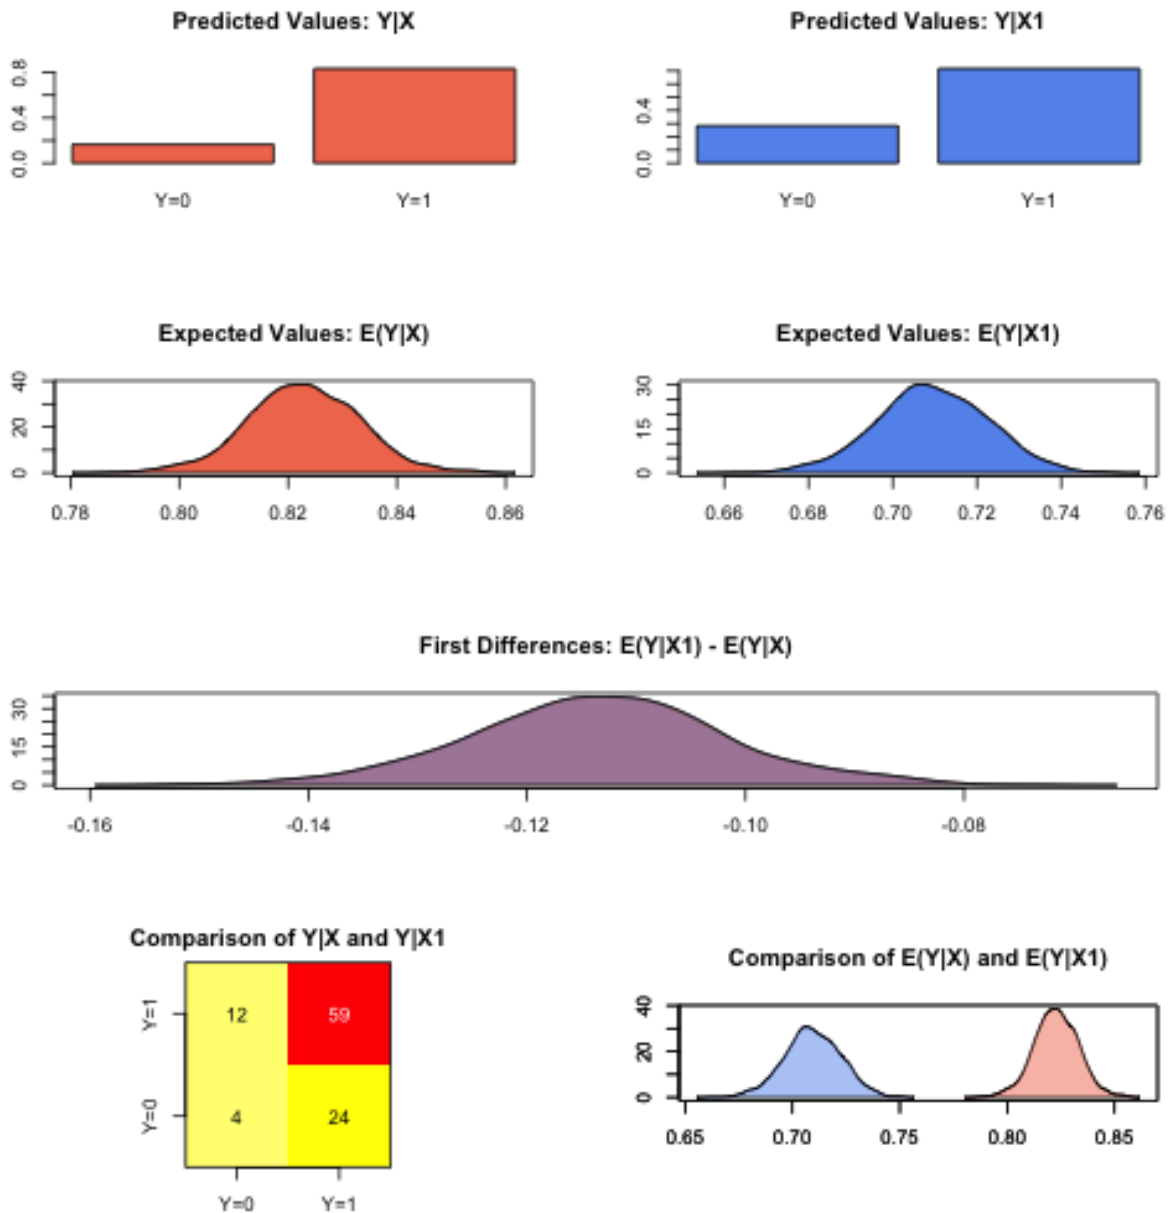 Predicted Values: Y|X
Predicted Values: Y|X1
0.0 0.4 0.8
0.0 0.4
Y=0 Y=1
Y=0 Y=1
Expected Values: E(Y|X)
Expected Values: E(Y|X1)
0 20 40
0 15 30
0.78 0.80 0.82 0.84 0.86
0.66 0.68 0.70 0.72 0.74 0.76
First Differences: E(Y|X1) - E(Y|X)
0 15 30
-0.16 -0.14 -0.12 -0.10 -0.08
Comparison of Y|X and Y|X1
Y=1
12 59
Y=0
4 24
Y=0 Y=1
Comparison of E(Y|X) and E(Y|X1)
0 20 40
0.65 0.70 0.75 0.80 0.85